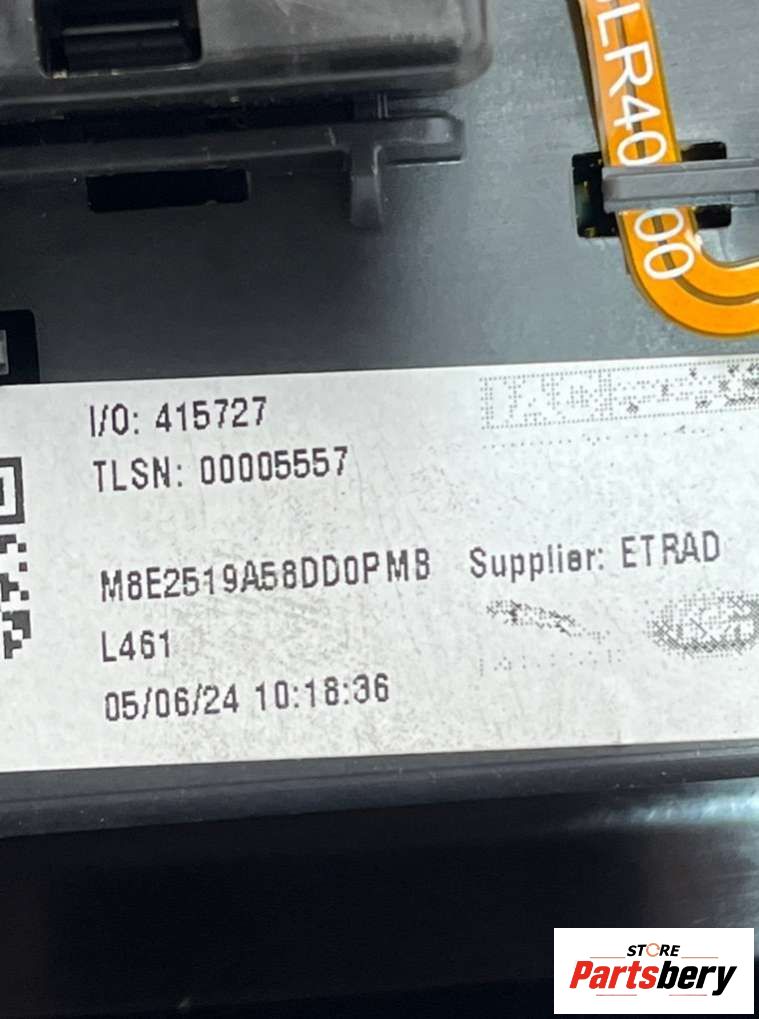 LR40
00
I/O: 415727
TLSN: 00005557
M8E2519A58DD0PMB Supplier: ETRAD
L461
05/06/24 10:18:36
STORE
Partsbery